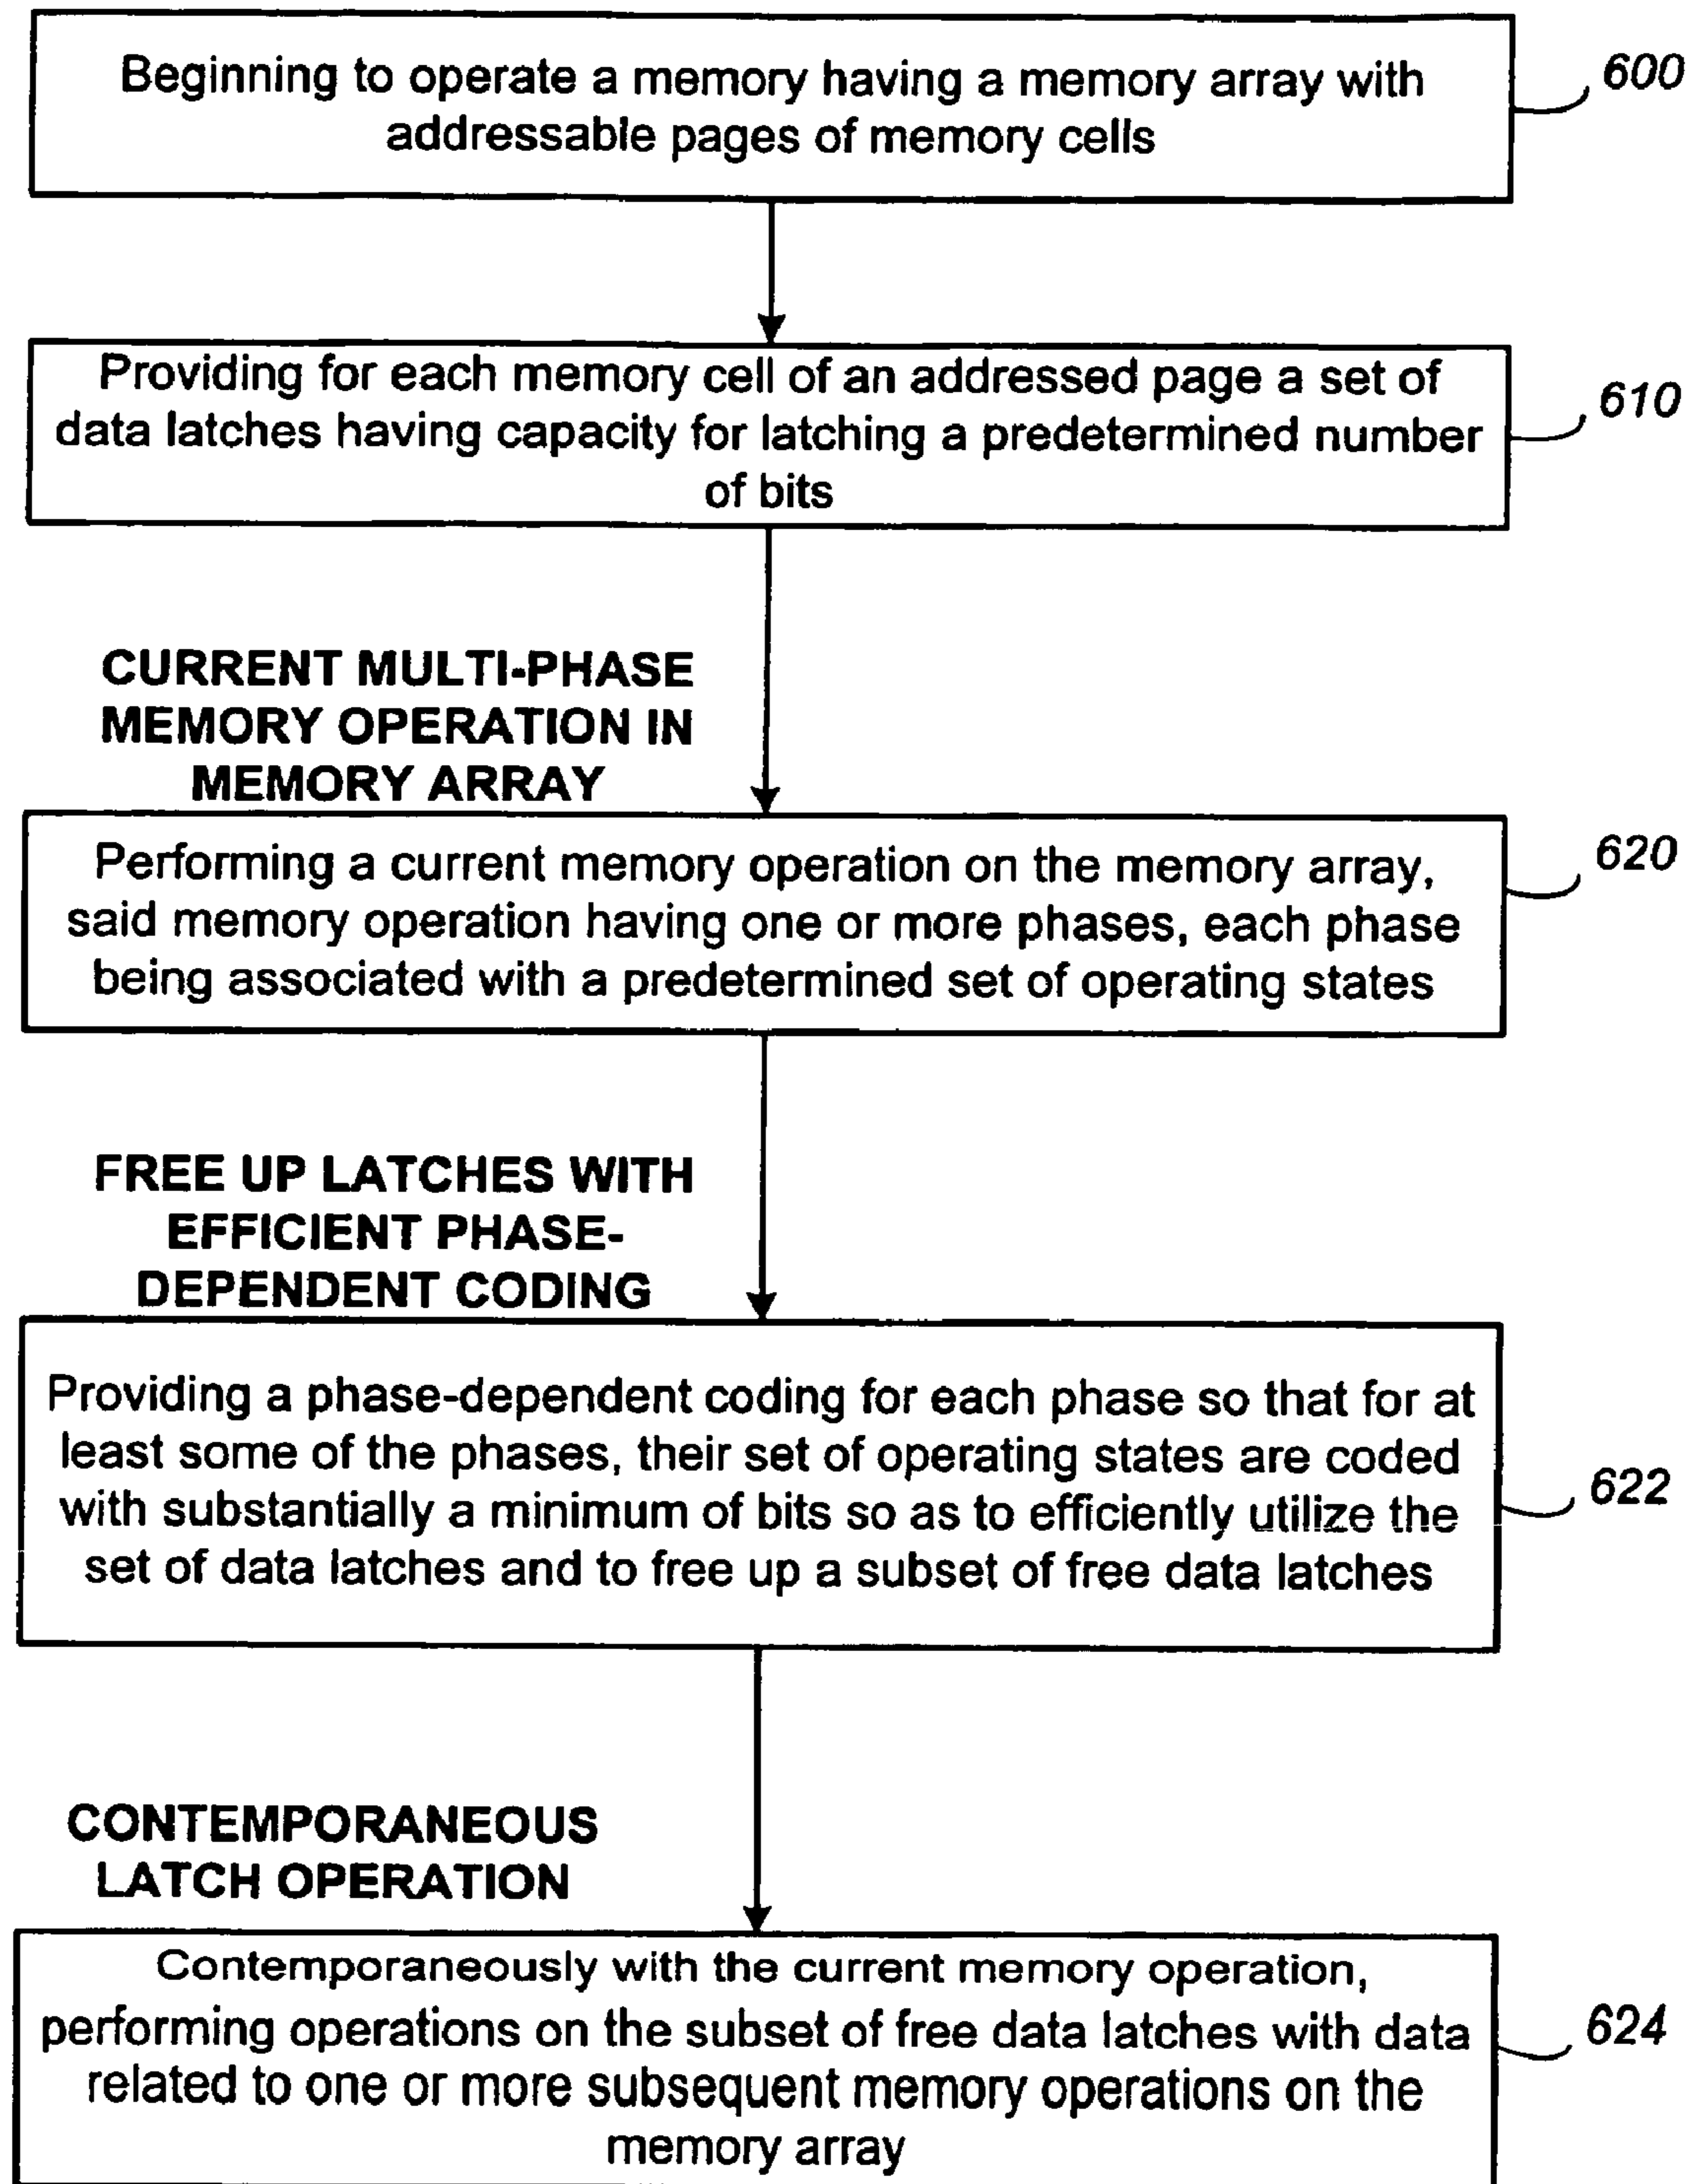 Beginning to operate a memory having a memory array with
addressable pages of memory cells
600
Providing for each memory cell of an addressed page a set of
data latches having capacity for latching a predetermined number
of bits
610
CURRENT MULTI-PHASE
MEMORY OPERATION IN
MEMORY ARRAY
Performing a current memory operation on the memory array,
said memory operation having one or more phases, each phase
being associated with a predetermined set of operating states
620
FREE UP LATCHES WITH
EFFICIENT PHASE-
DEPENDENT CODING
Providing a phase-dependent coding for each phase so that for at
least some of the phases, their set of operating states are coded
with substantially a minimum of bits so as to efficiently utilize the
set of data latches and to free up a subset of free data latches
622
CONTEMPORANEOUS
LATCH OPERATION
Contemporaneously with the current memory operation,
performing operations on the subset of free data latches with data
related to one or more subsequent memory operations on the
memory array
624